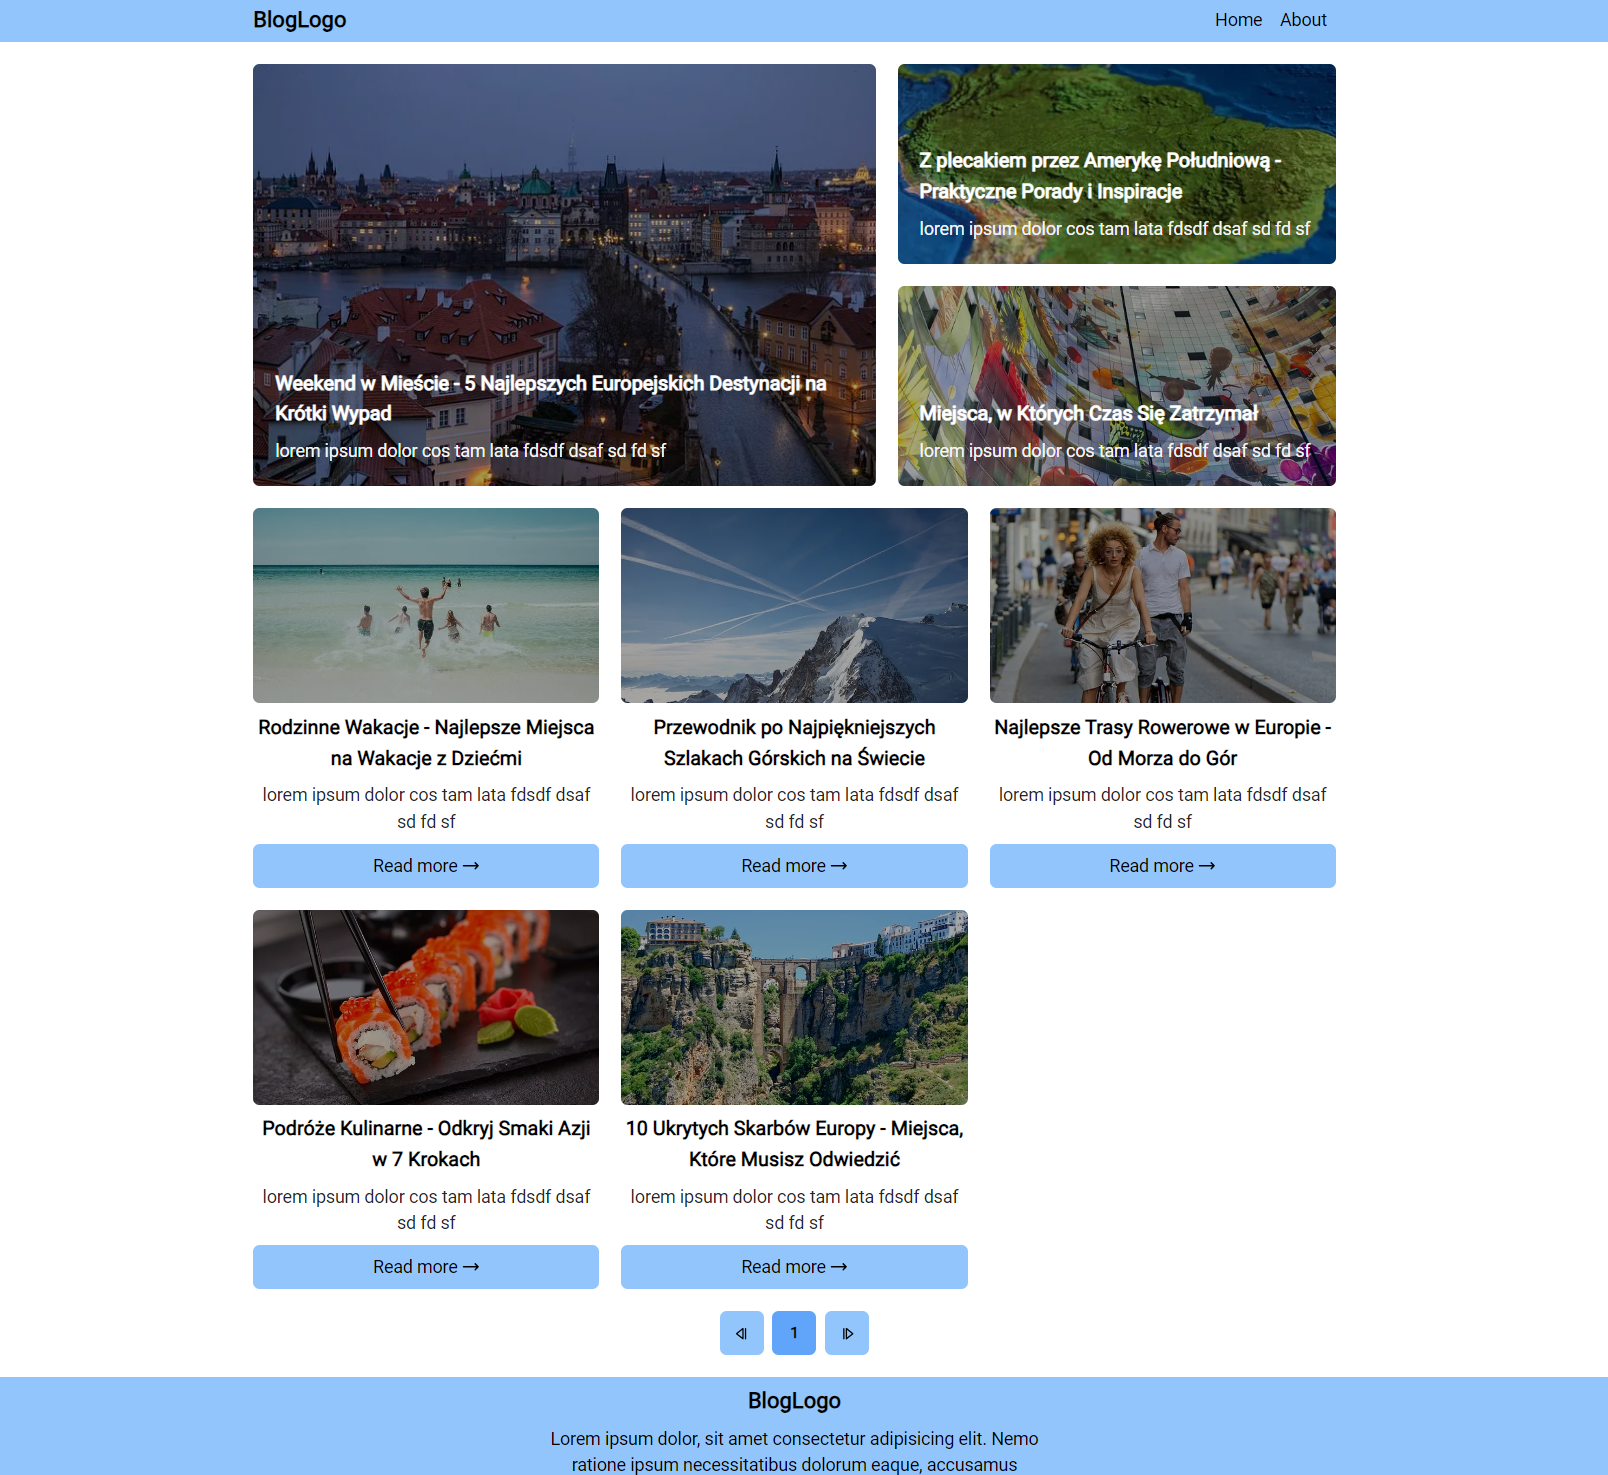 BlogLogo
Home About
Weekend w Mieście - 5 Najlepszych Europejskich Destynacji na
Krótki Wypad
lorem ipsum dolor cos tam lata fdsdf dsaf sd fd sf
Z plecakiem przez Amerykę Południową -
Praktyczne Porady i Inspiracje
lorem ipsum dolor cos tam lata fdsdf dsaf sd fd sf
Miejsca, w Których Czas Się Zatrzymał
lorem ipsum dolor cos tam lata fdsdf dsaf sd fd sf
Rodzinne Wakacje - Najlepsze Miejsca
na Wakacje z Dziećmi
lorem ipsum dolor cos tam lata fdsdf dsaf
sd fd sf
Read more →
Przewodnik po Najpiękniejszych
Szlakach Górskich na Świecie
lorem ipsum dolor cos tam lata fdsdf dsaf
sd fd sf
Read more →
Najlepsze Trasy Rowerowe w Europie -
Od Morza do Gór
lorem ipsum dolor cos tam lata fdsdf dsaf
sd fd sf
Read more →
Podróże Kulinarne - Odkryj Smaki Azji
w 7 Krokach
lorem ipsum dolor cos tam lata fdsdf dsaf
sd fd sf
Read more →
10 Ukrytych Skarbów Europy - Miejsca,
Które Musisz Odwiedzić
lorem ipsum dolor cos tam lata fdsdf dsaf
sd fd sf
Read more →
1
BlogLogo
Lorem ipsum dolor, sit amet consectetur adipisicing elit. Nemo
ratione ipsum necessitatibus dolorum eaque, accusamus